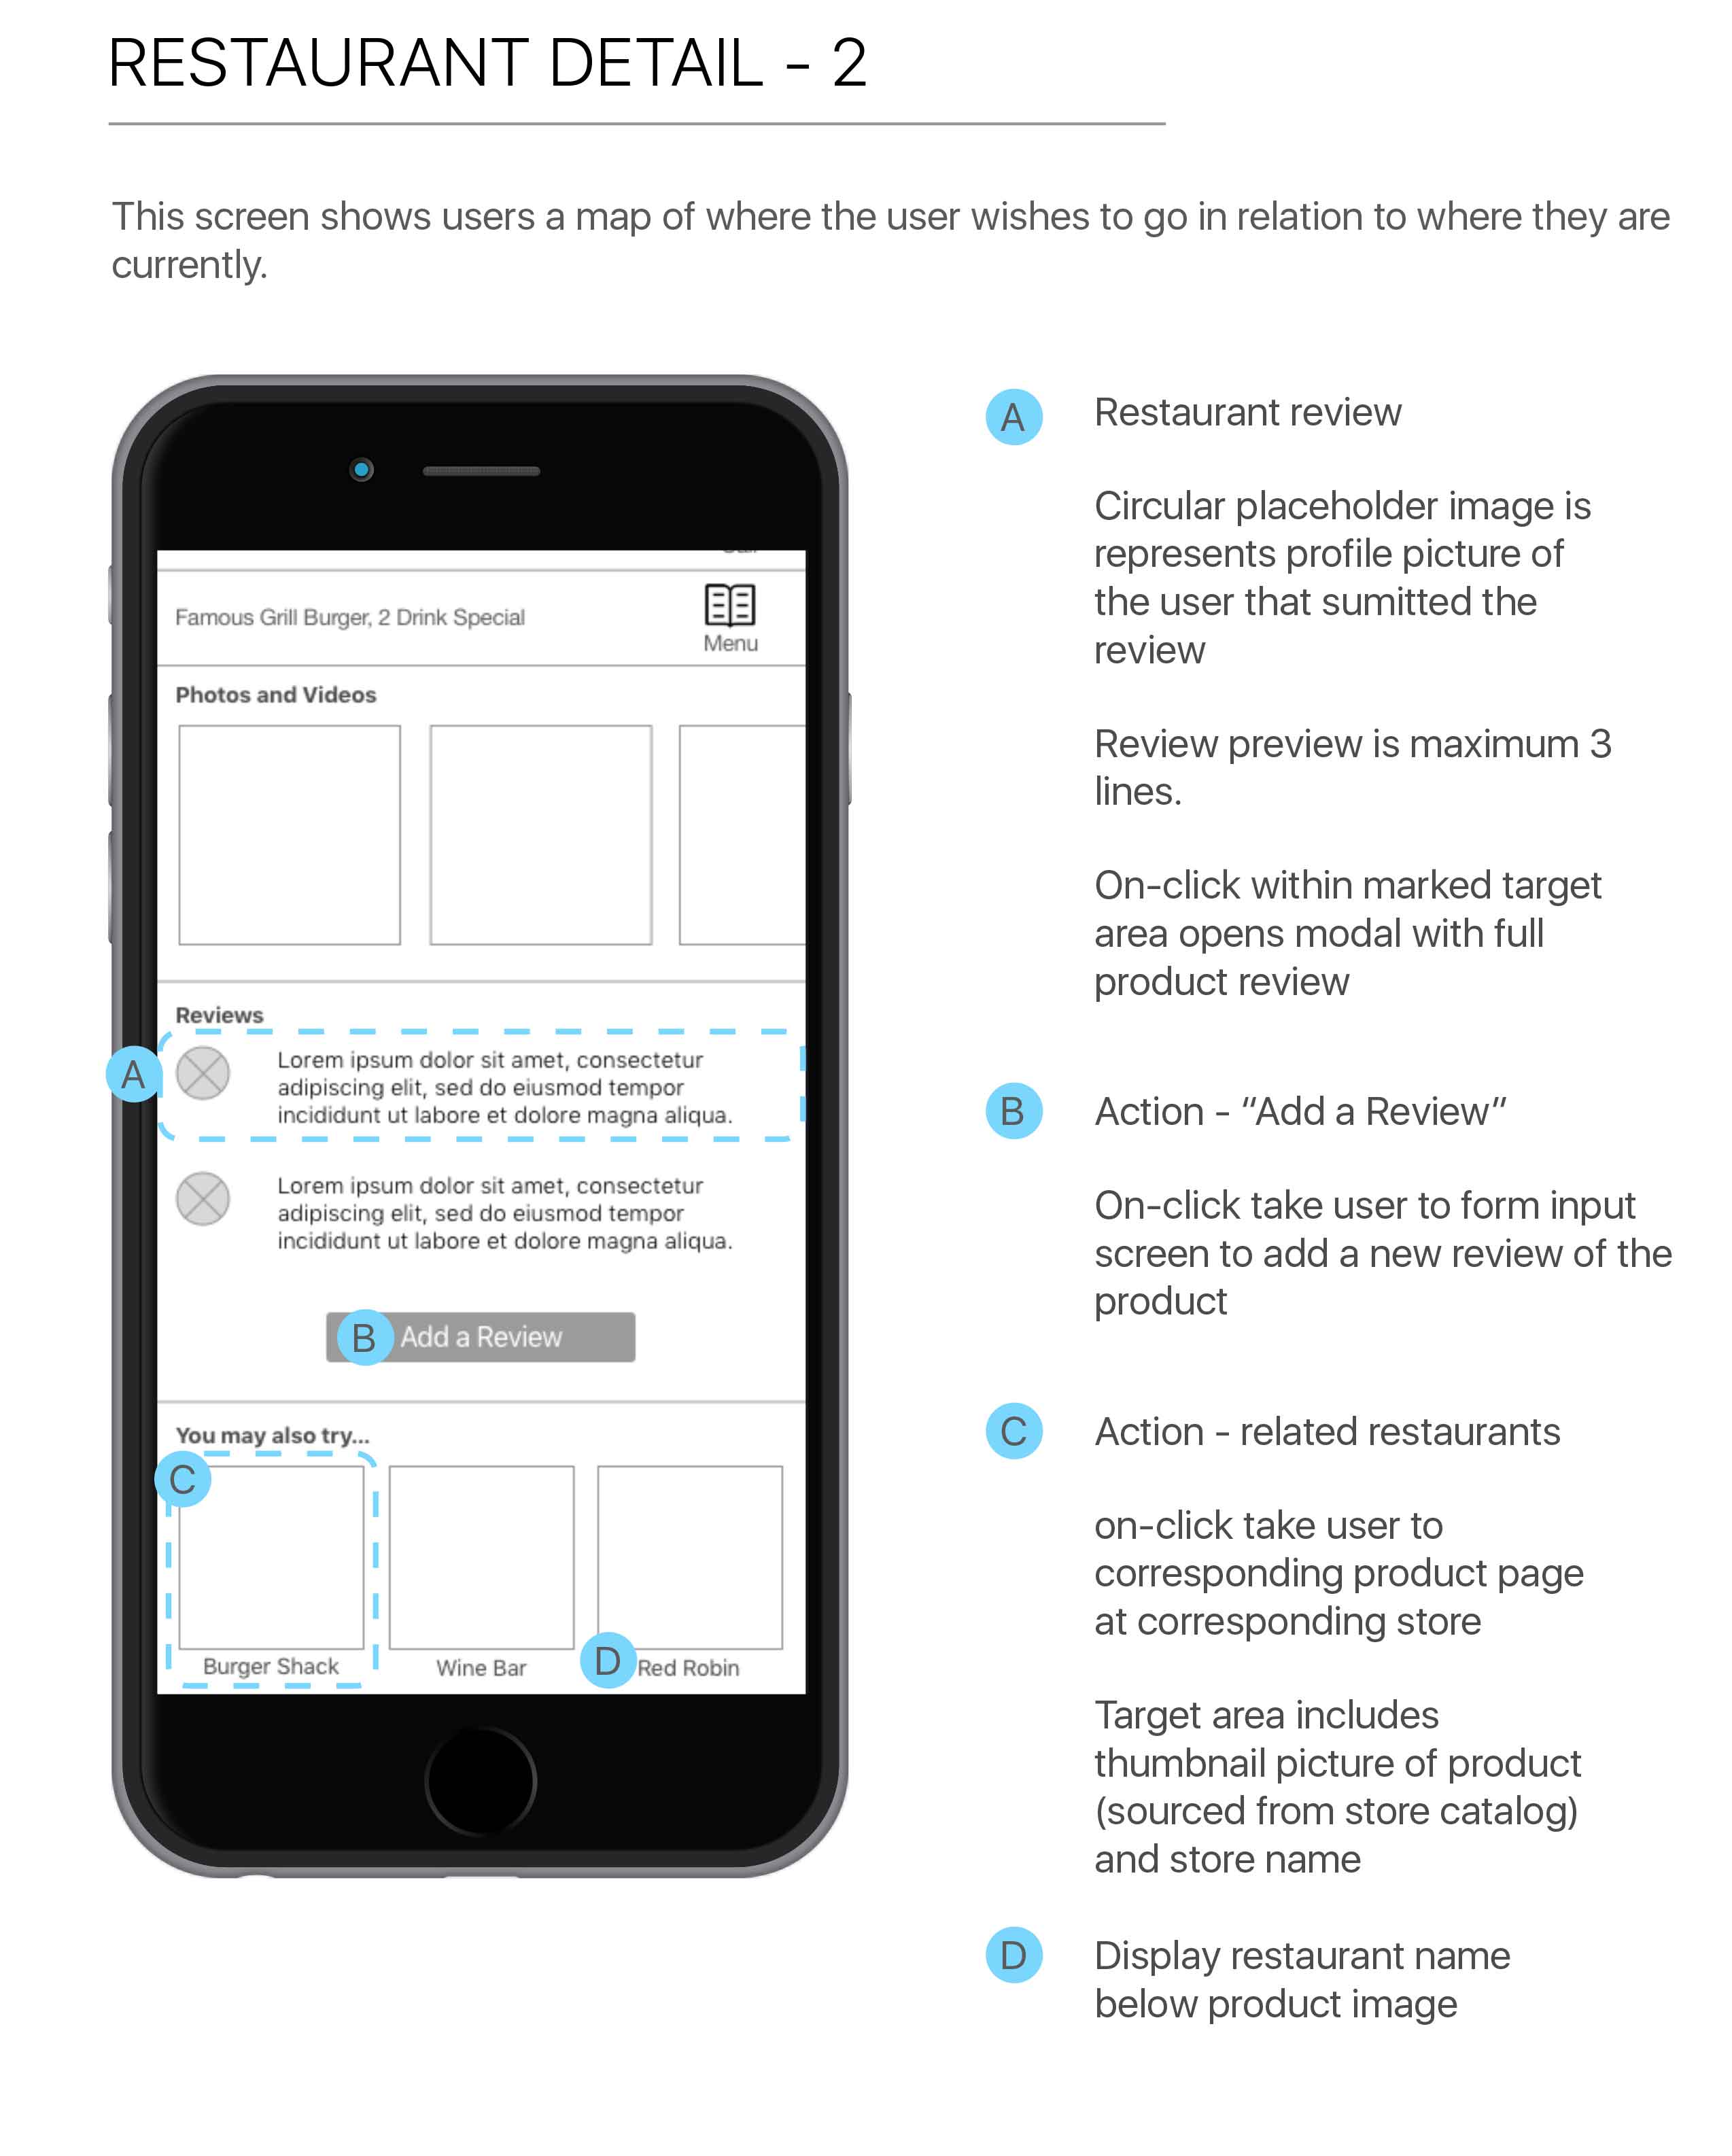 RESTAURANT DETAIL - 2
This screen shows users a map of where the user wishes to go in relation to where they are
currently.
Famous Grill Burger, 2 Drink Special
Menu
Photos and Videos
Reviews
A
Lorem ipsum dolor sit amet, consectetur
adipiscing elit, sed do eiusmod tempor
incididunt ut labore et dolore magna aliqua.
Lorem ipsum dolor sit amet, consectetur
adipiscing elit, sed do eiusmod tempor
incididunt ut labore et dolore magna aliqua.
B Add a Review
You may also try...
C
Burger Shack
Wine Bar
D Red Robin
A Restaurant review
Circular placeholder image is
represents profile picture of
the user that sumitted the
review
Review preview is maximum 3
lines.
On-click within marked target
area opens modal with full
product review
B Action - “Add a Review”
On-click take user to form input
screen to add a new review of the
product
C Action - related restaurants
on-click take user to
corresponding product page
at corresponding store
Target area includes
thumbnail picture of product
(sourced from store catalog)
and store name
D Display restaurant name
below product image